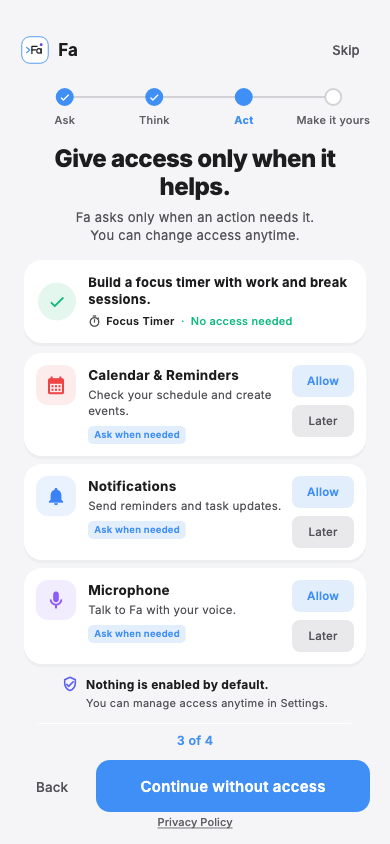 Fa
Fa
Skip
Ask
Think
Act
Make it yours
Give access only when it
helps.
Fa asks only when an action needs it.
You can change access anytime.
Build a focus timer with work and break
sessions.
Focus Timer · No access needed
Calendar & Reminders
Check your schedule and create
events.
Ask when needed
Allow
Later
Notifications
Send reminders and task updates.
Ask when needed
Allow
Later
Microphone
Talk to Fa with your voice.
Ask when needed
Allow
Later
Nothing is enabled by default.
You can manage access anytime in Settings.
3 of 4
Back
Continue without access
Privacy Policy